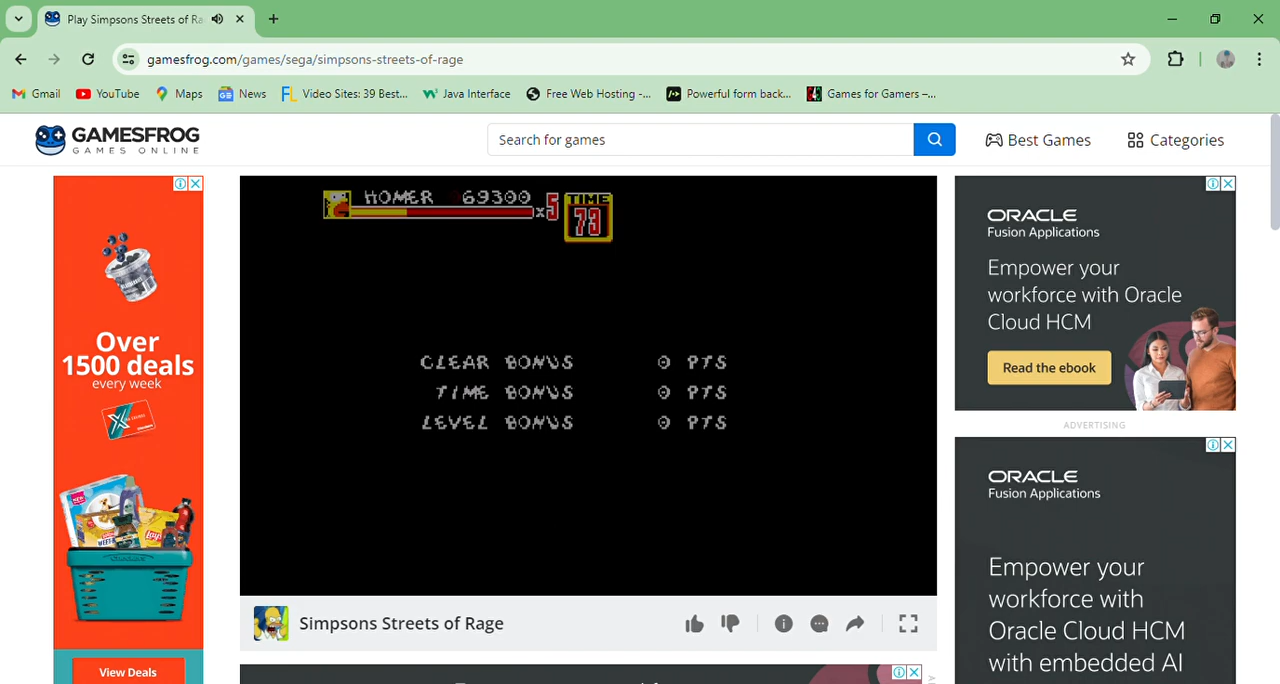 Play Simpsons Streets of Ra
gamesfrog.com/games/sega/simpsons-streets-of-rage
Gmail YouTube Maps News Video Sites: 39 Best... Java Interface Free Web Hosting -... Powerful form back... Games for Gamers –...
GAMESFROG
GAMES ONLINE
Search for games
Best Games
Categories
Over
1500 deals
every week
View Deals
HOMER 69300
x5
TIME
73
CLEAR BONUS 0 PTS
TIME BONUS 0 PTS
LEVEL BONUS 0 PTS
Simpsons Streets of Rage
ORACLE
Fusion Applications
Empower your
workforce with Oracle
Cloud HCM
Read the ebook
ADVERTISING
ORACLE
Fusion Applications
Empower your
workforce with
Oracle Cloud HCM
with embedded AI